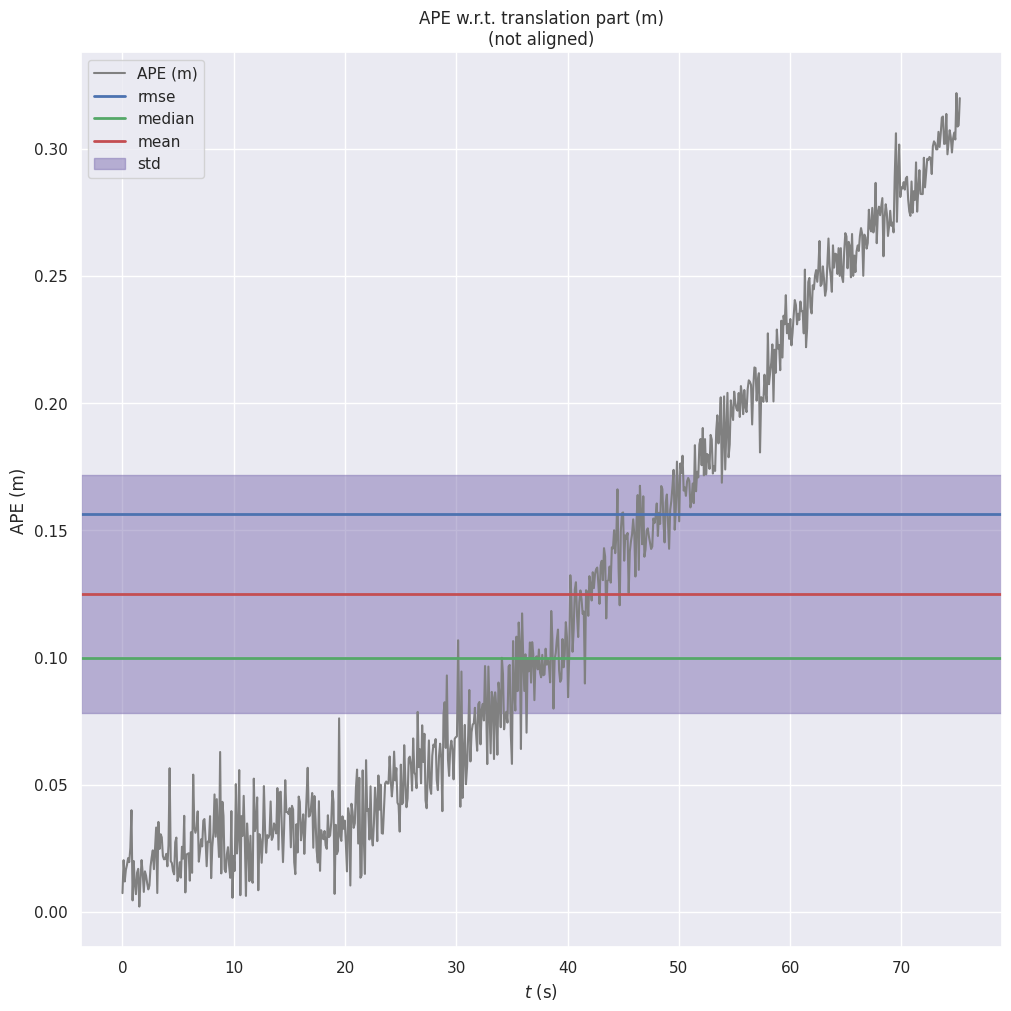 APE w.r.t. translation part (m)
(not aligned)
APE (m)
rmse
median
mean
std
APE (m)
0.30
0.25
0.20
0.15
0.10
0.05
0.00
0 10 20 30 40 50 60 70
t (s)